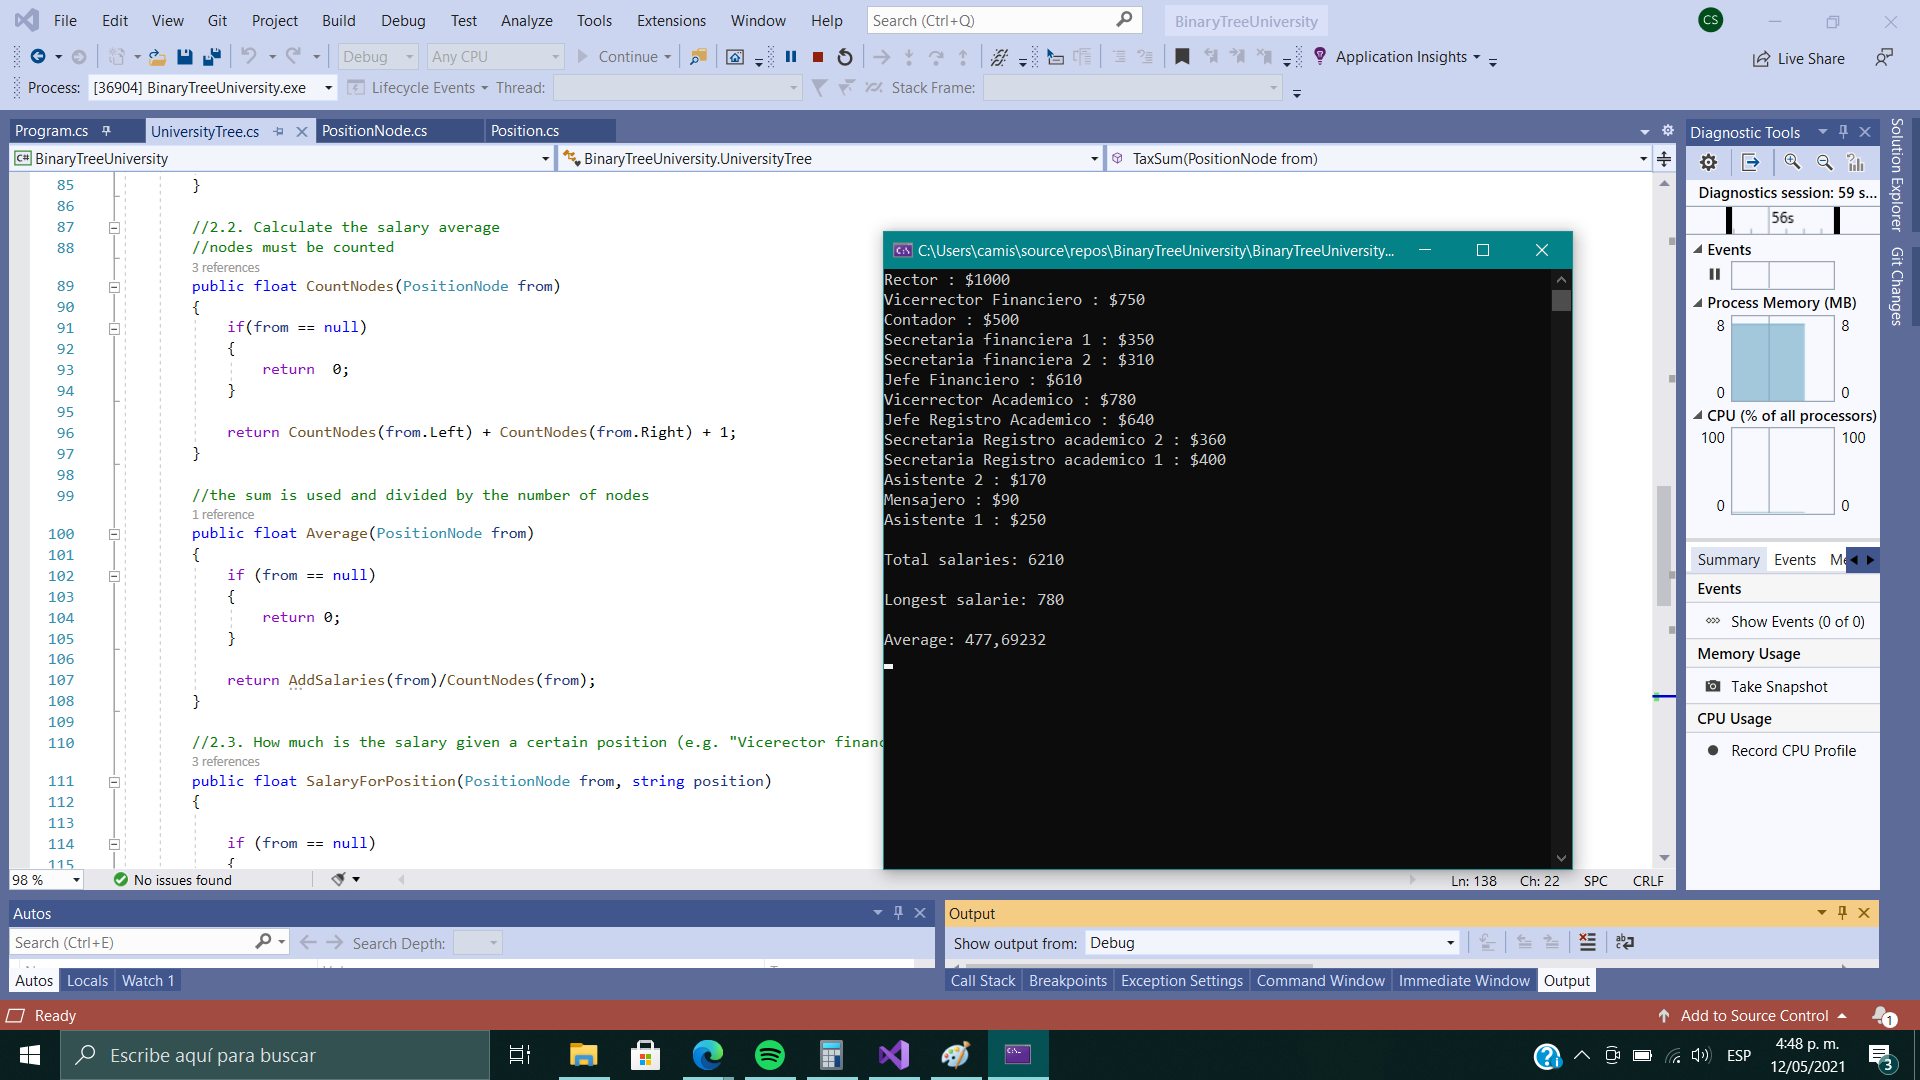 File Edit View Git Project Build Debug Test Analyze Tools Extensions Window Help Search (Ctrl+Q) BinaryTreeUniversity CS
Debug Any CPU Continue Application Insights Live Share
Process: [36904] BinaryTreeUniversity.exe Lifecycle Events Thread: Stack Frame:
Program.cs UniversityTree.cs PositionNode.cs Position.cs
C# BinaryTreeUniversity BinaryTreeUniversity.UniversityTree TaxSum(PositionNode from)
85 }
86
87 //2.2. Calculate the salary average
88 //nodes must be counted
3 references
89 public float CountNodes(PositionNode from)
90 {
91 if(from == null)
92 {
93 return  0;
94 }
95
96 return CountNodes(from.Left) + CountNodes(from.Right) + 1;
97 }
98
99 //the sum is used and divided by the number of nodes
1 reference
100 public float Average(PositionNode from)
101 {
102 if (from == null)
103 {
104 return 0;
105 }
106
107 return AddSalaries(from)/CountNodes(from);
108 }
109
110 //2.3. How much is the salary given a certain position (e.g. "Vicerector financ
3 references
111 public float SalaryForPosition(PositionNode from, string position)
112 {
113
114 if (from == null)
115 {
C:\Users\camis\source\repos\BinaryTreeUniversity\BinaryTreeUniversity...
Rector : $1000
Vicerrector Financiero : $750
Contador : $500
Secretaria financiera 1 : $350
Secretaria financiera 2 : $310
Jefe Financiero : $610
Vicerrector Academico : $780
Jefe Registro Academico : $640
Secretaria Registro academico 2 : $360
Secretaria Registro academico 1 : $400
Asistente 2 : $170
Mensajero : $90
Asistente 1 : $250
Total salaries: 6210
Longest salarie: 780
Average: 477,69232
98 % No issues found Ln: 138 Ch: 22 SPC CRLF
Diagnostic Tools
Diagnostics session: 59 s...
56s
Events
Process Memory (MB)
8 8
0 0
CPU (% of all processors)
100 100
0 0
Summary Events Me
Events
Show Events (0 of 0)
Memory Usage
Take Snapshot
CPU Usage
Record CPU Profile
Solution Explorer
Git Changes
Autos
Search (Ctrl+E) Search Depth:
Autos Locals Watch 1
Output
Show output from: Debug
Call Stack Breakpoints Exception Settings Command Window Immediate Window Output
Ready Add to Source Control 1
Escribe aquí para buscar ESP 4:48 p. m.
12/05/2021 3